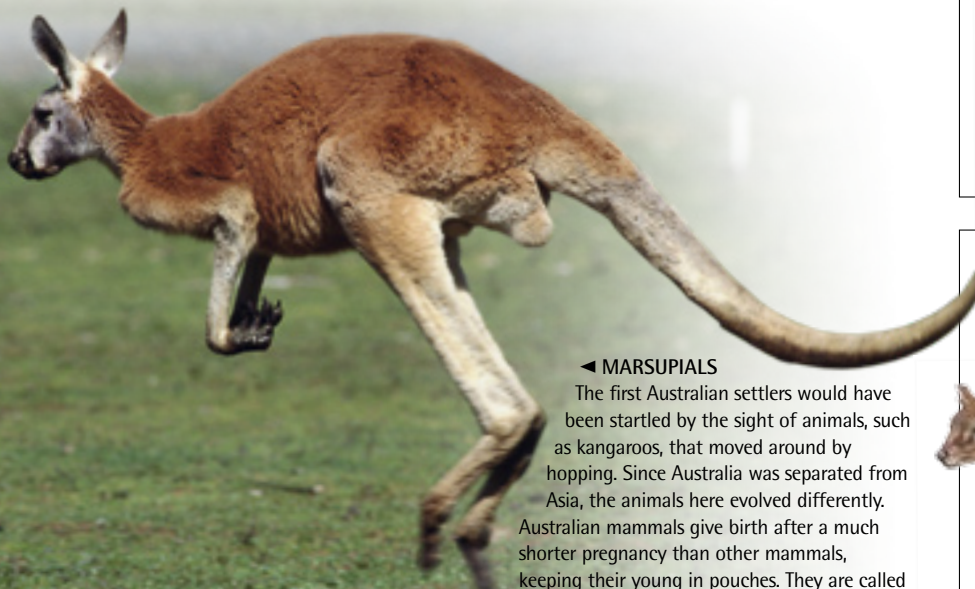 ◄ MARSUPIALS
The first Australian settlers would have
been startled by the sight of animals, such
as kangaroos, that moved around by
hopping. Since Australia was separated from
Asia, the animals here evolved differently.
Australian mammals give birth after a much
shorter pregnancy than other mammals,
keeping their young in pouches. They are called